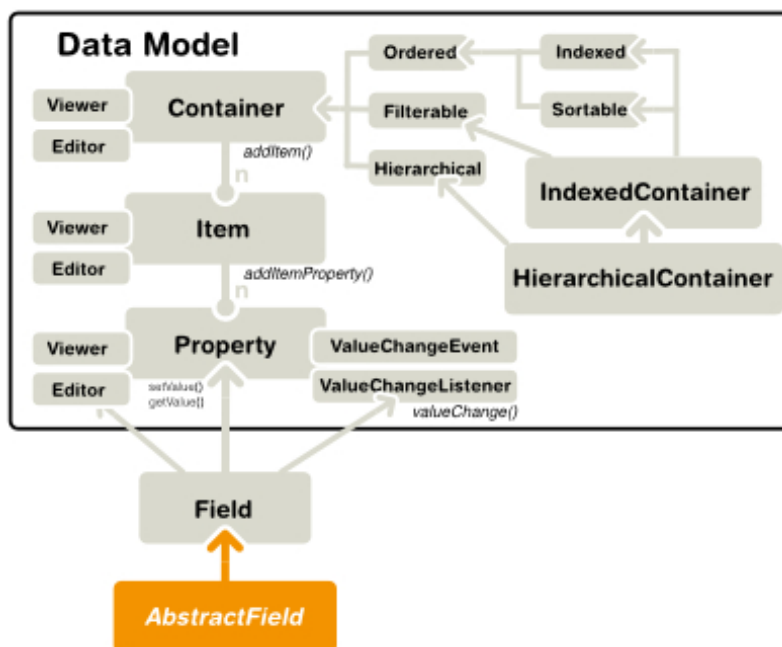 Data Model
Ordered
Indexed
Viewer
Container
Filterable
Sortable
Editor
addItem()
n
Hierarchical
IndexedContainer
Viewer
Item
Editor
addItemProperty()
HierarchicalContainer
n
Viewer
Property
ValueChangeEvent
Editor
setValue()
getValue()
ValueChangeListener
valueChange()
Field
AbstractField